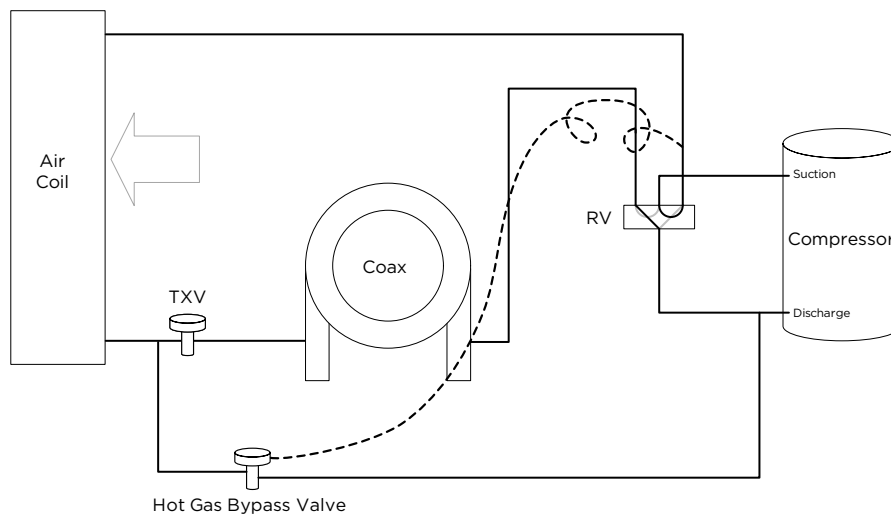 Air
Coil
Suction
RV
Compressor
Coax
TXV
Discharge
Hot Gas Bypass Valve